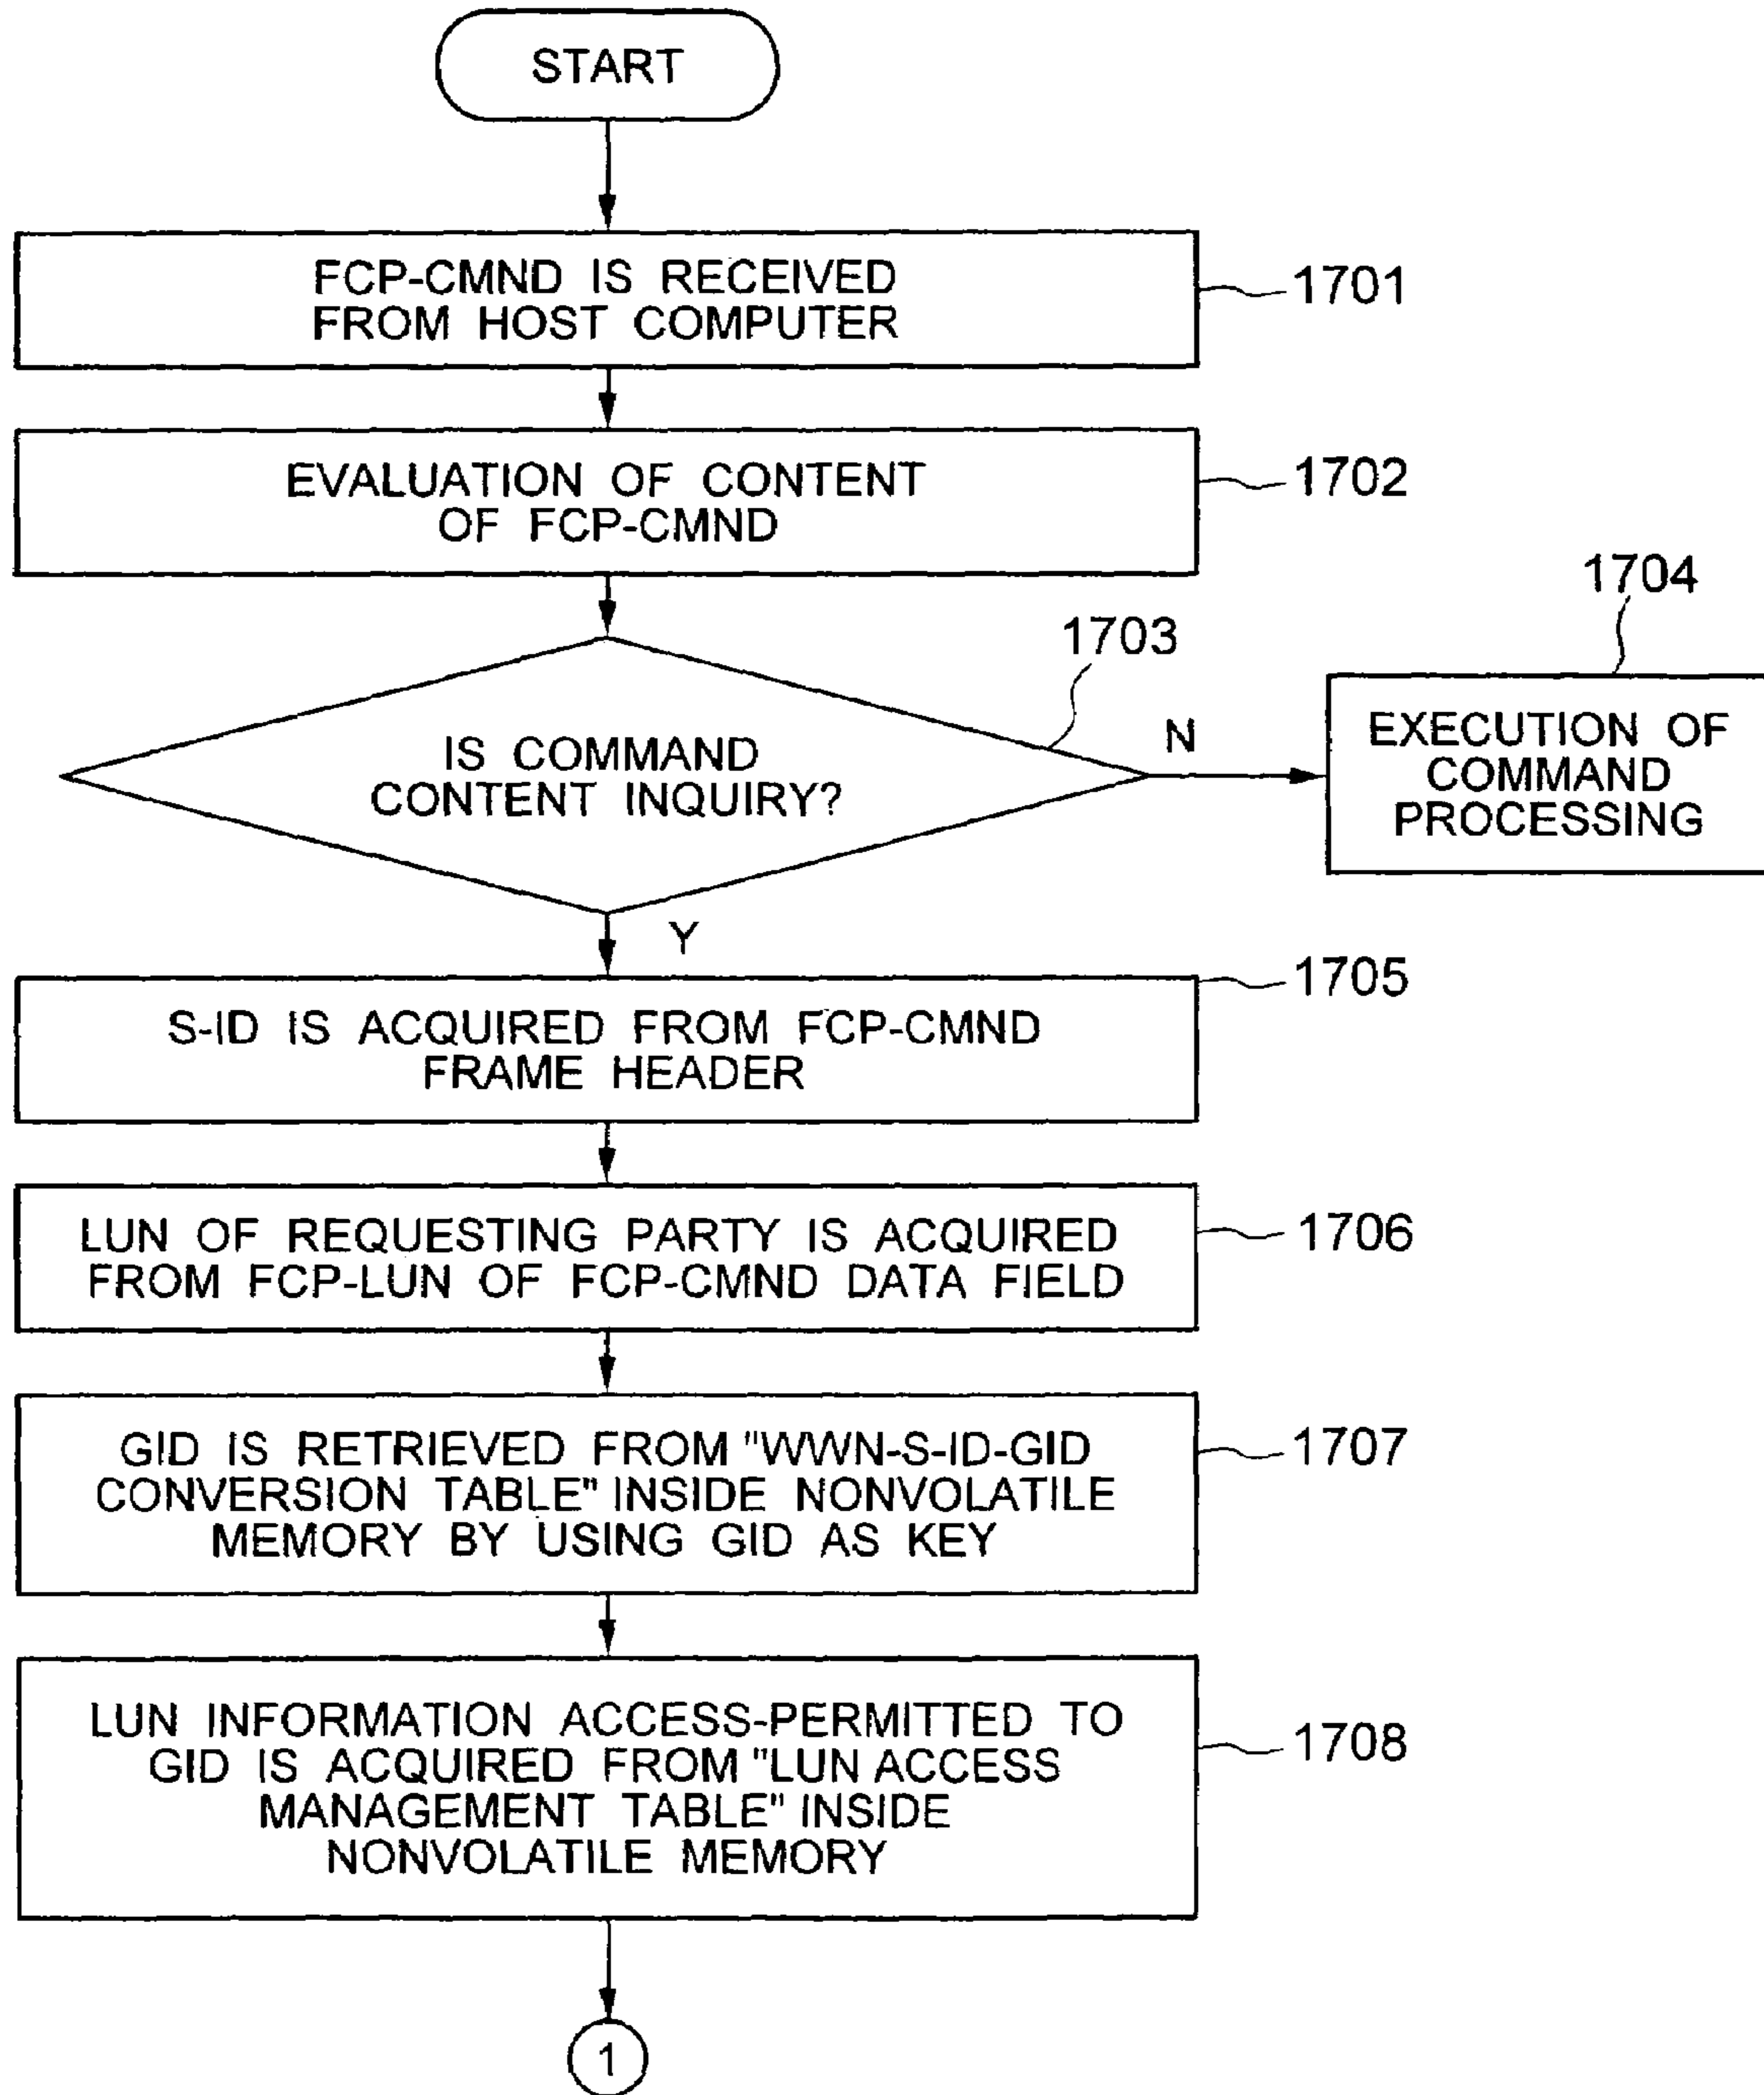 START
FCP-CMND IS RECEIVED
FROM HOST COMPUTER
1701
EVALUATION OF CONTENT
OF FCP-CMND
1702
1703
IS COMMAND
CONTENT INQUIRY?
N
1704
EXECUTION OF
COMMAND
PROCESSING
Y
S-ID IS ACQUIRED FROM FCP-CMND
FRAME HEADER
1705
LUN OF REQUESTING PARTY IS ACQUIRED
FROM FCP-LUN OF FCP-CMND DATA FIELD
1706
GID IS RETRIEVED FROM "WWN-S-ID-GID
CONVERSION TABLE" INSIDE NONVOLATILE
MEMORY BY USING GID AS KEY
1707
LUN INFORMATION ACCESS-PERMITTED TO
GID IS ACQUIRED FROM "LUN ACCESS
MANAGEMENT TABLE" INSIDE
NONVOLATILE MEMORY
1708
1